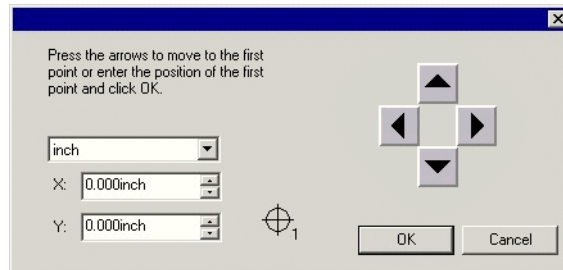 Press the arrows to move to the first
point or enter the position of the first
point and click OK.
inch
X: 0.000inch
Y: 0.000inch
1
OK Cancel